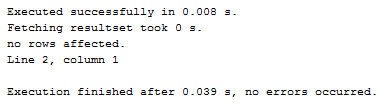 Executed successfully in 0.008 s.
Fetching resultset took 0 s.
no rows affected.
Line 2, column 1
Execution finished after 0.039 s, no errors occurred.